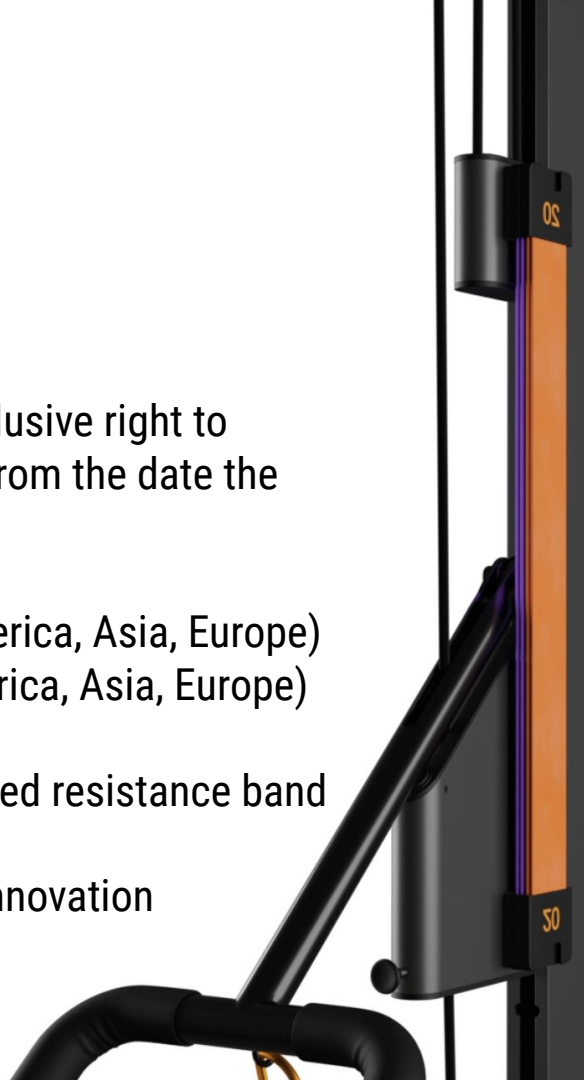 lusive right to
rom the date the
erica, Asia, Europe)
rica, Asia, Europe)
ed resistance band
nnovation
20
20